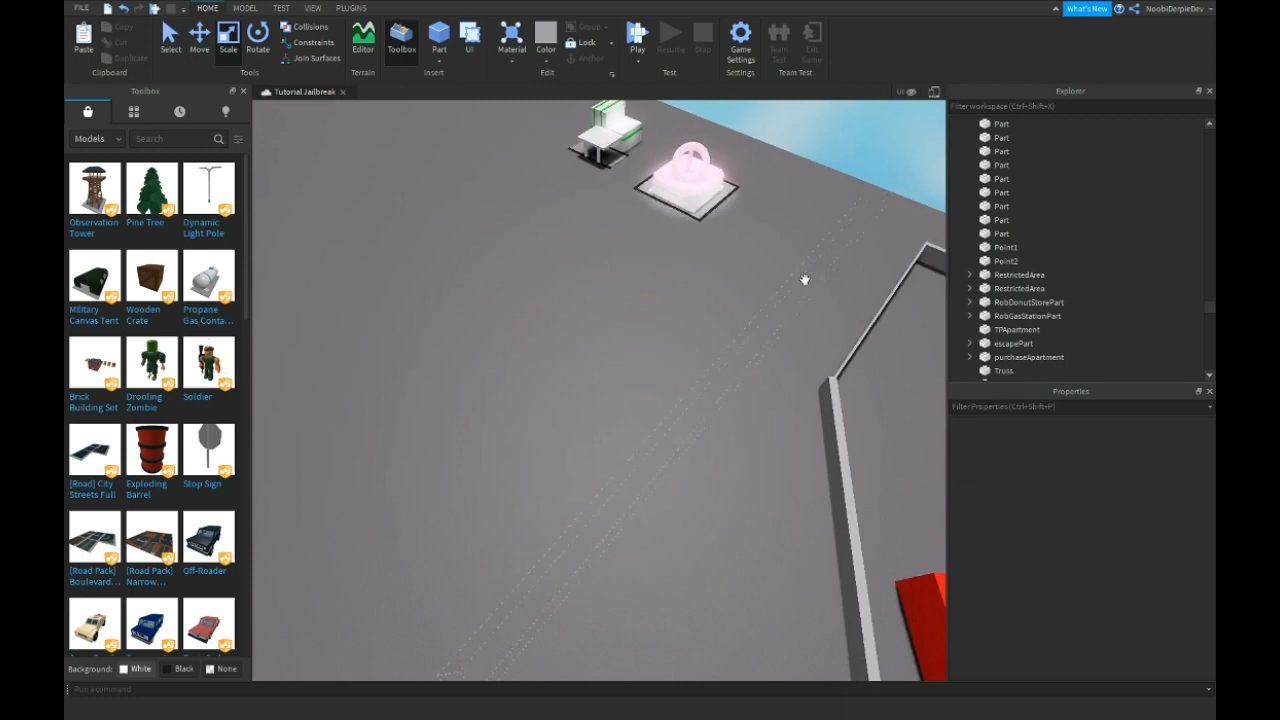 FILE HOME MODEL TEST VIEW PLUGINS What's New NoobiDerpieDev
Copy Collisions Group
Cut Constraints Lock
Paste Duplicate Select Move Scale Rotate Join Surfaces Editor Toolbox Part UI Material Color Anchor Play Resume Stop Game Settings Team Test Exit Game
Clipboard Tools Terrain Insert Edit Test Settings Team Test
Toolbox
Tutorial Jailbreak
UI
Models
Search
Observation Tower
Pine Tree
Dynamic Light Pole
Military Canvas Tent
Wooden Crate
Propane Gas Conta...
Brick Building Set
Drooling Zombie
Soldier
[Road] City Streets Full
Exploding Barrel
Stop Sign
[Road Pack] Boulevard...
[Road Pack] Narrow...
Off-Roader
Background: White Black None
Run a command
Explorer
Filter workspace (Ctrl+Shift+X)
Part
Part
Part
Part
Part
Part
Part
Part
Part
Point1
Point2
RestrictedArea
RestrictedArea
RobDonutStorePart
RobGasStationPart
TPApartment
escapePart
purchaseApartment
Truss
Properties
Filter Properties (Ctrl+Shift+P)